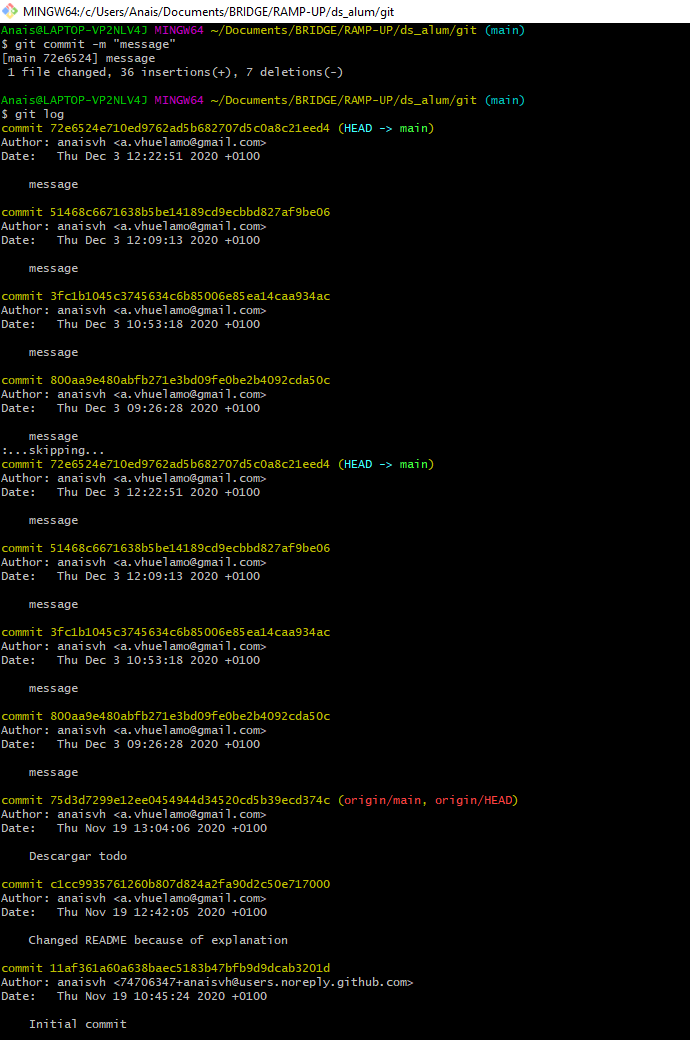 MINGW64:/c/Users/Anais/Documents/BRIDGE/RAMP-UP/ds_alum/git
Anais@LAPTOP-VP2NLV4J MINGW64 ~/Documents/BRIDGE/RAMP-UP/ds_alum/git (main)
$ git commit -m "message"
[main 72e6524] message
 1 file changed, 36 insertions(+), 7 deletions(-)

Anais@LAPTOP-VP2NLV4J MINGW64 ~/Documents/BRIDGE/RAMP-UP/ds_alum/git (main)
$ git log
commit 72e6524e710ed9762ad5b682707d5c0a8c21eed4 (HEAD -> main)
Author: anaisvh <a.vhuelamo@gmail.com>
Date:   Thu Dec 3 12:22:51 2020 +0100

    message

commit 51468c6671638b5be14189cd9ecbbd827af9be06
Author: anaisvh <a.vhuelamo@gmail.com>
Date:   Thu Dec 3 12:09:13 2020 +0100

    message

commit 3fc1b1045c3745634c6b85006e85ea14caa934ac
Author: anaisvh <a.vhuelamo@gmail.com>
Date:   Thu Dec 3 10:53:18 2020 +0100

    message

commit 800aa9e480abfb271e3bd09fe0be2b4092cda50c
Author: anaisvh <a.vhuelamo@gmail.com>
Date:   Thu Dec 3 09:26:28 2020 +0100

    message
:...skipping...
commit 72e6524e710ed9762ad5b682707d5c0a8c21eed4 (HEAD -> main)
Author: anaisvh <a.vhuelamo@gmail.com>
Date:   Thu Dec 3 12:22:51 2020 +0100

    message

commit 51468c6671638b5be14189cd9ecbbd827af9be06
Author: anaisvh <a.vhuelamo@gmail.com>
Date:   Thu Dec 3 12:09:13 2020 +0100

    message

commit 3fc1b1045c3745634c6b85006e85ea14caa934ac
Author: anaisvh <a.vhuelamo@gmail.com>
Date:   Thu Dec 3 10:53:18 2020 +0100

    message

commit 800aa9e480abfb271e3bd09fe0be2b4092cda50c
Author: anaisvh <a.vhuelamo@gmail.com>
Date:   Thu Dec 3 09:26:28 2020 +0100

    message

commit 75d3d7299e12ee0454944d34520cd5b39ecd374c (origin/main, origin/HEAD)
Author: anaisvh <a.vhuelamo@gmail.com>
Date:   Thu Nov 19 13:04:06 2020 +0100

    Descargar todo

commit c1cc9935761260b807d824a2fa90d2c50e717000
Author: anaisvh <a.vhuelamo@gmail.com>
Date:   Thu Nov 19 12:42:05 2020 +0100

    Changed README because of explanation

commit 11af361a60a638baec5183b47bfb9d9dcab3201d
Author: anaisvh <74706347+anaisvh@users.noreply.github.com>
Date:   Thu Nov 19 10:45:24 2020 +0100

    Initial commit